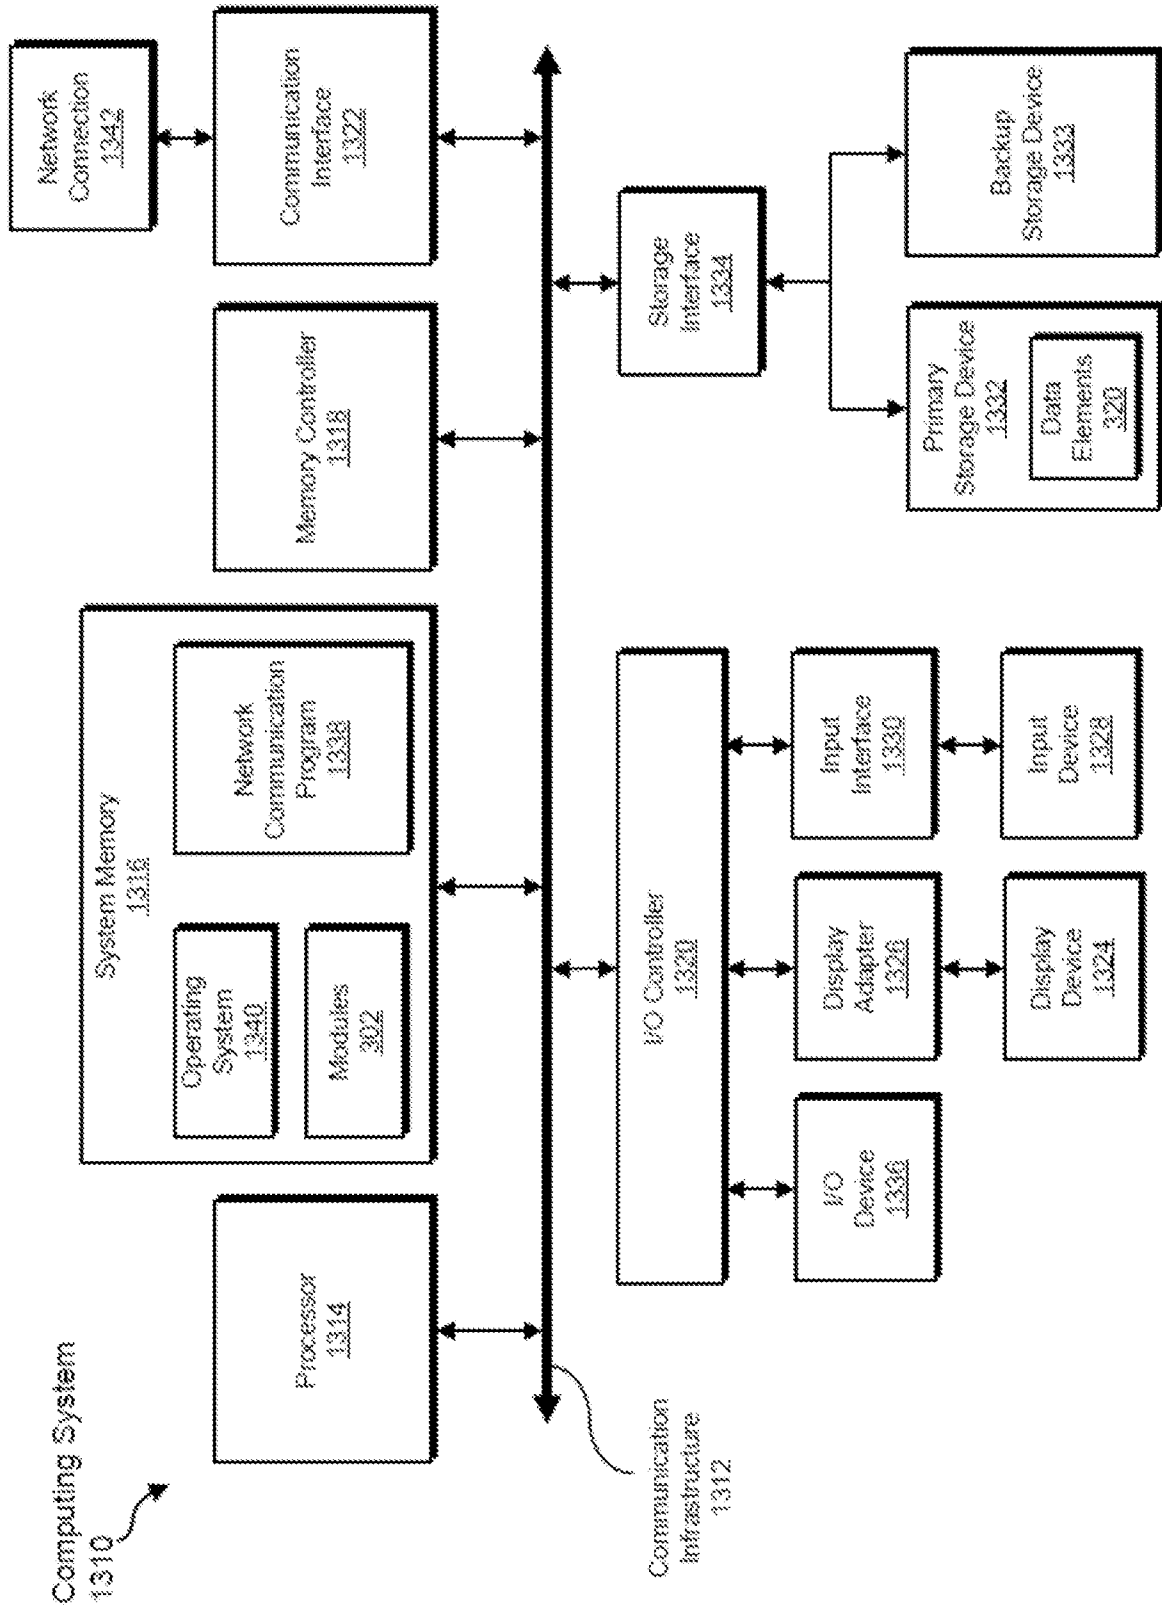 Computing System
1310
Processor
1314
System Memory
1316
Operating
System
1340
Modules
302
Network
Communication
Program
1338
Memory Controller
1318
Communication
Interface
1322
Network
Connection
1342
Communication
Infrastructure
1312
I/O Controller
1320
I/O
Device
1336
Display
Adapter
1326
Display
Device
1324
Input
Interface
1330
Input
Device
1328
Storage
Interface
1334
Primary
Storage Device
1332
Data
Elements
320
Backup
Storage Device
1333